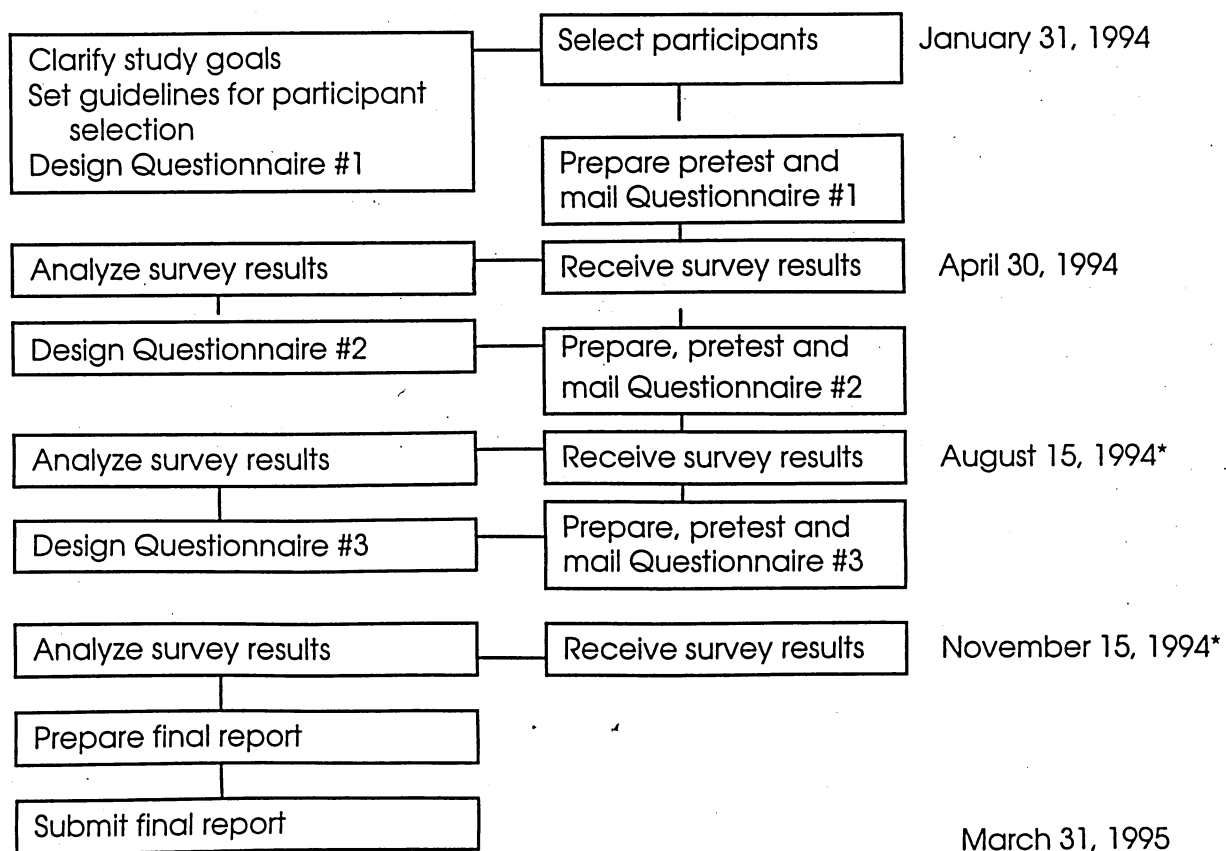 Clarify study goals
Set guidelines for participant
selection
Design Questionnaire #1
Select participants
January 31, 1994
Prepare pretest and
mail Questionnaire #1
Analyze survey results
Receive survey results
April 30, 1994
Design Questionnaire #2
Prepare, pretest and
mail Questionnaire #2
Analyze survey results
Receive survey results
August 15, 1994*
Design Questionnaire #3
Prepare, pretest and
mail Questionnaire #3
Analyze survey results
Receive survey results
November 15, 1994*
Prepare final report
Submit final report
March 31, 1995